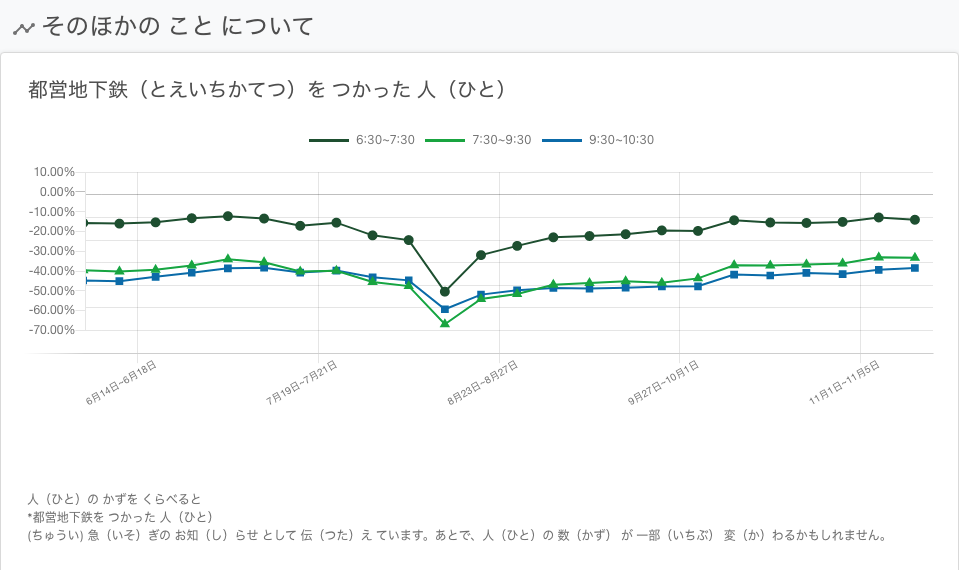 そのほかの こと について
都営地下鉄（とえいちかてつ）を つかった 人（ひと）
6:30~7:30 7:30~9:30 9:30~10:30
10.00%
0.00%
-10.00%
-20.00%
-30.00%
-40.00%
-50.00%
-60.00%
-70.00%
6月14日~6月18日 7月19日~7月21日 8月23日~8月27日 9月27日~10月1日 11月1日~11月5日
人（ひと）の かずを くらべると
*都営地下鉄を つかった 人（ひと）
(ちゅうい) 急（いそ）ぎの お知（し）らせ として 伝（つた）え ています。あとで、人（ひと）の 数（かず） が 一部（いちぶ） 変（か）わるかもしれません。